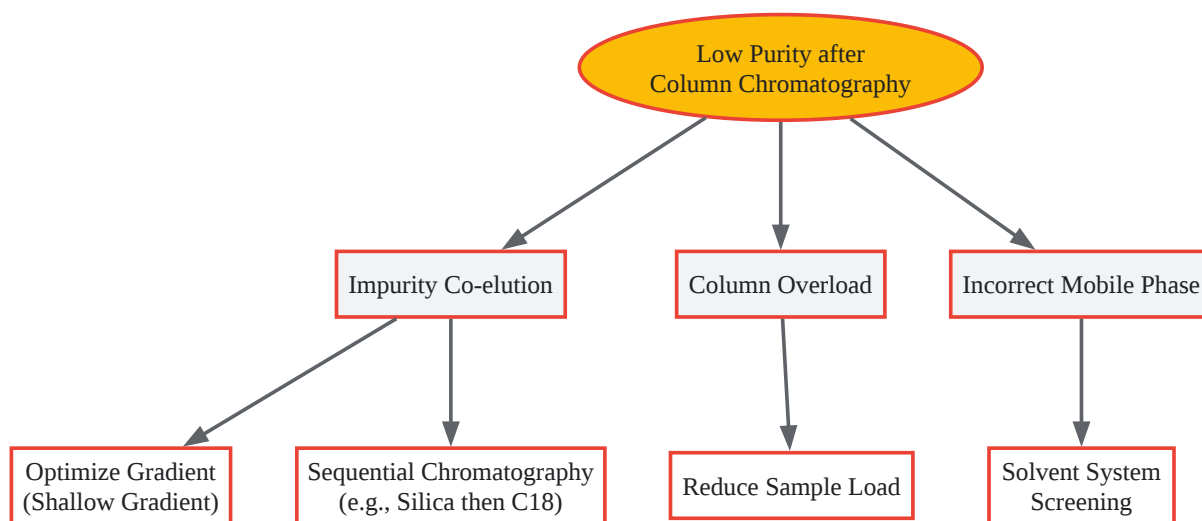 Low Purity after
Column Chromatography
Impurity Co-elution
Column Overload
Incorrect Mobile Phase
Optimize Gradient
(Shallow Gradient)
Sequential Chromatography
(e.g., Silica then C18)
Reduce Sample Load
Solvent System
Screening